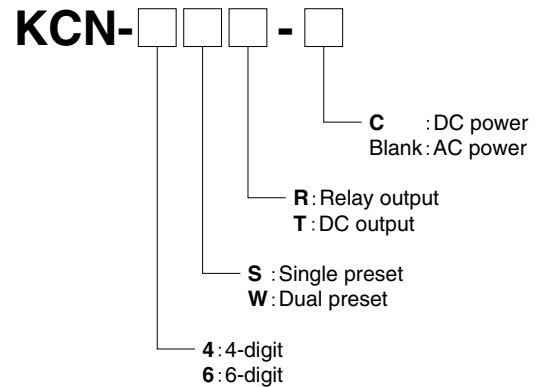 KCN-□□□-□
C :DC power
Blank:AC power
R:Relay output
T:DC output
S :Single preset
W:Dual preset
4:4-digit
6:6-digit